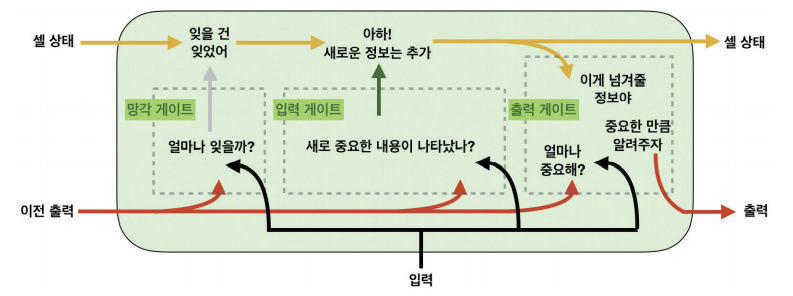 셀 상태
잊을 건
잊었어
아하!
새로운 정보는 추가
셀 상태
이게 넘겨줄
정보야
망각 게이트
입력 게이트
출력 게이트
얼마나 잊을까?
새로 중요한 내용이 나타났나?
얼마나
중요해?
중요한 만큼
알려주자
이전 출력
출력
입력